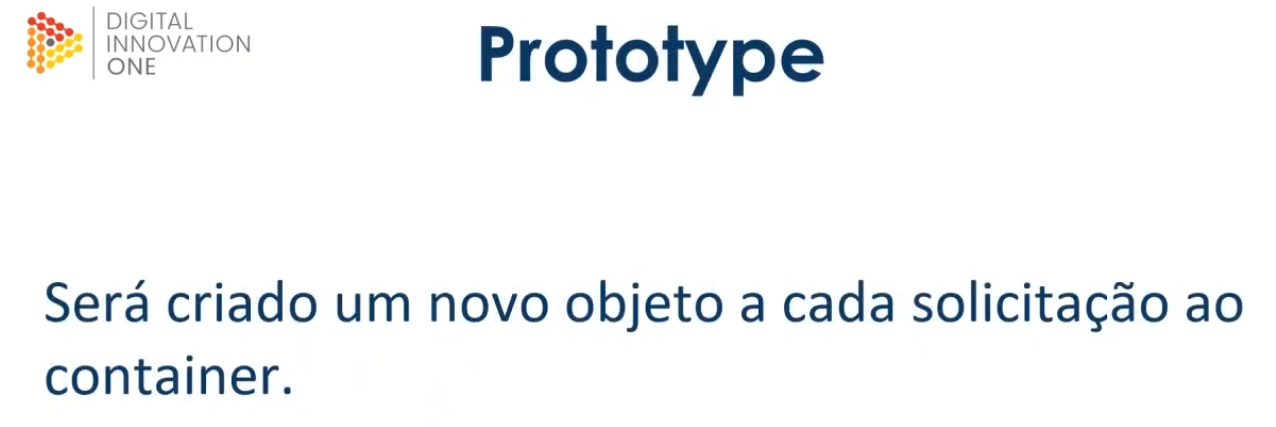 DIGITAL
INNOVATION
ONE
Prototype
Será criado um novo objeto a cada solicitação ao
container.